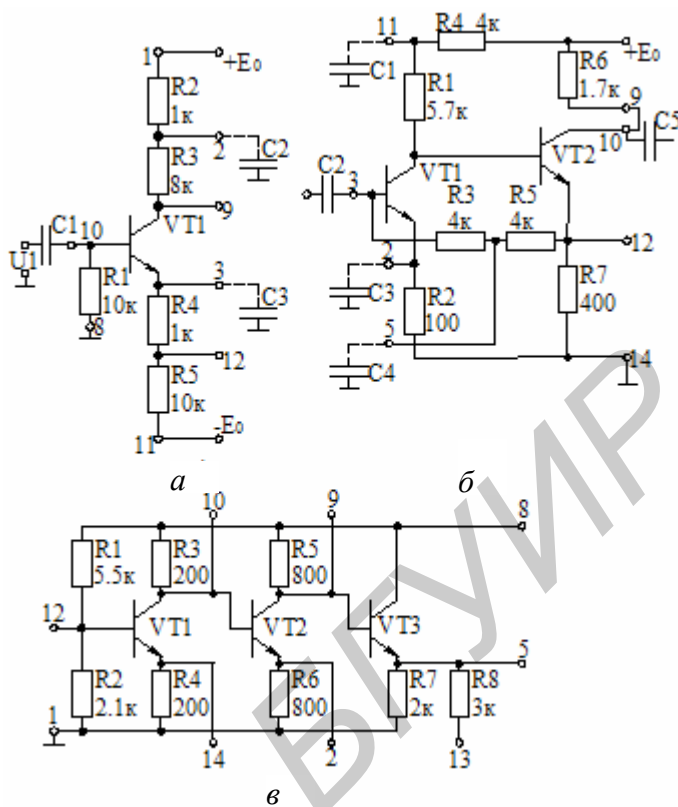 1
+E₀
R2
1к
2
C2
R3
8к
9
C1
10
VT1
U1
R1
10к
8
3
C3
R4
1к
12
R5
10к
11
-E₀
а
11
R4 4к
+E₀
C1
R1
5.7к
R6
1.7к
9
10
C5
VT2
C2
3
VT1
R3
4к
R5
4к
12
2
C3
R2
100
R7
400
5
C4
14
б
10
9
8
R1
5.5к
R3
200
R5
800
12
VT1
VT2
VT3
5
R2
2.1к
R4
200
R6
800
R7
2к
R8
3к
1
14
2
13
в
БГУИР